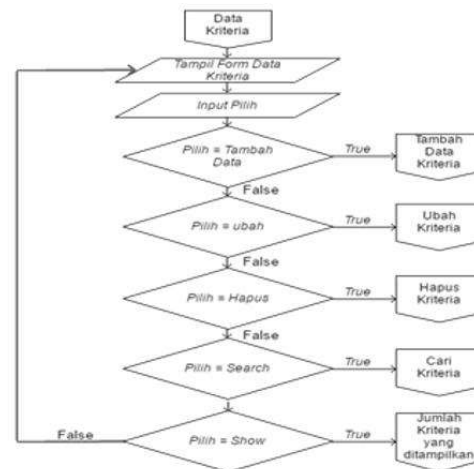 Data
Kriteria
Tampil Form Data
Kriteria
Input Pilih
Pilih = Tambah
Data
True
Tambah
Data
Kriteria
False
Pilih = ubah
True
Ubah
Kriteria
False
Pilih = Hapus
True
Hapus
Kriteria
False
Pilih = Search
True
Cari
Kriteria
False
Pilih = Show
True
Jumlah
Kriteria
yang
ditampilkan